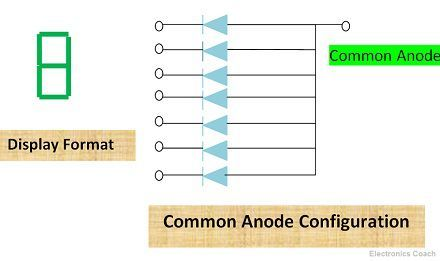 Common Anode
Display Format
Common Anode Configuration
Electronics Coach